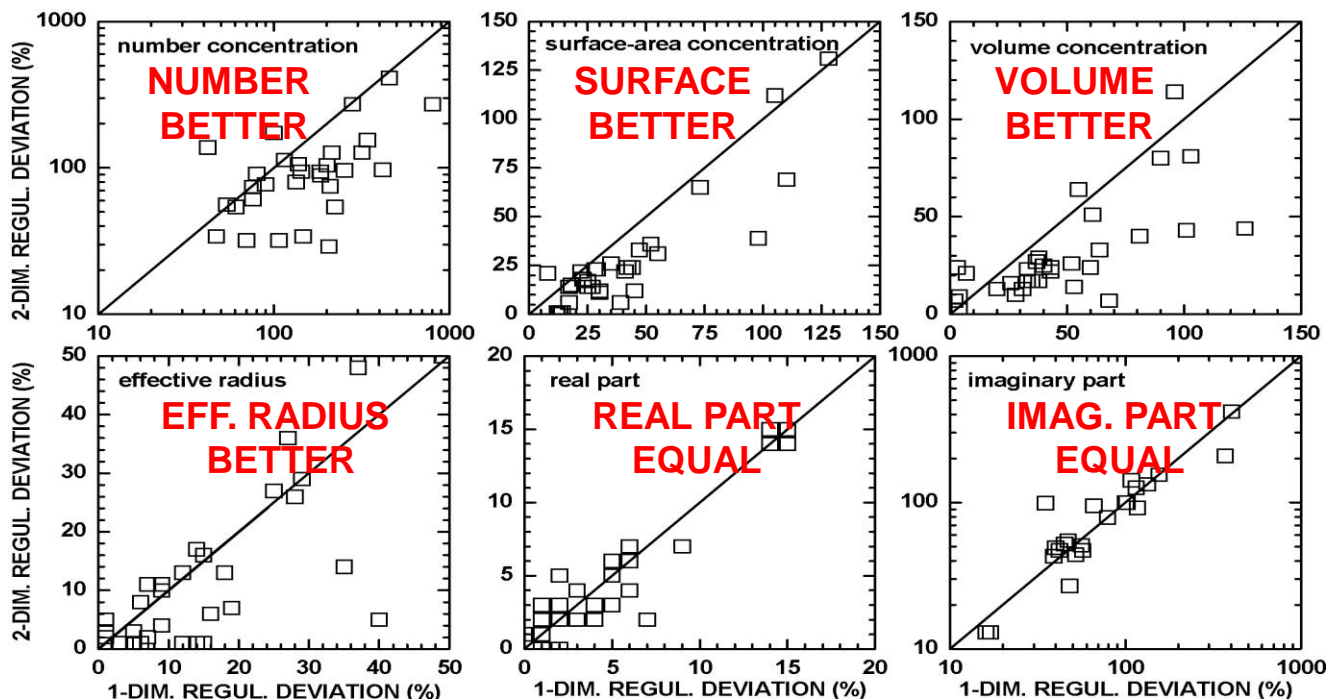 2-DIM. REGUL. DEVIATION (%)
1000
100
10
number concentration
NUMBER
BETTER
10 100 1000
150
125
100
75
50
25
0
surface-area concentration
SURFACE
BETTER
0 25 50 75 100 125 150
150
100
50
0
volume concentration
VOLUME
BETTER
0 50 100 150
2-DIM. REGUL. DEVIATION (%)
50
40
30
20
10
0
effective radius
EFF. RADIUS
BETTER
0 10 20 30 40 50
1-DIM. REGUL. DEVIATION (%)
20
15
10
5
0
real part
REAL PART
EQUAL
0 5 10 15 20
1-DIM. REGUL. DEVIATION (%)
1000
100
10
imaginary part
IMAG. PART
EQUAL
10 100 1000
1-DIM. REGUL. DEVIATION (%)